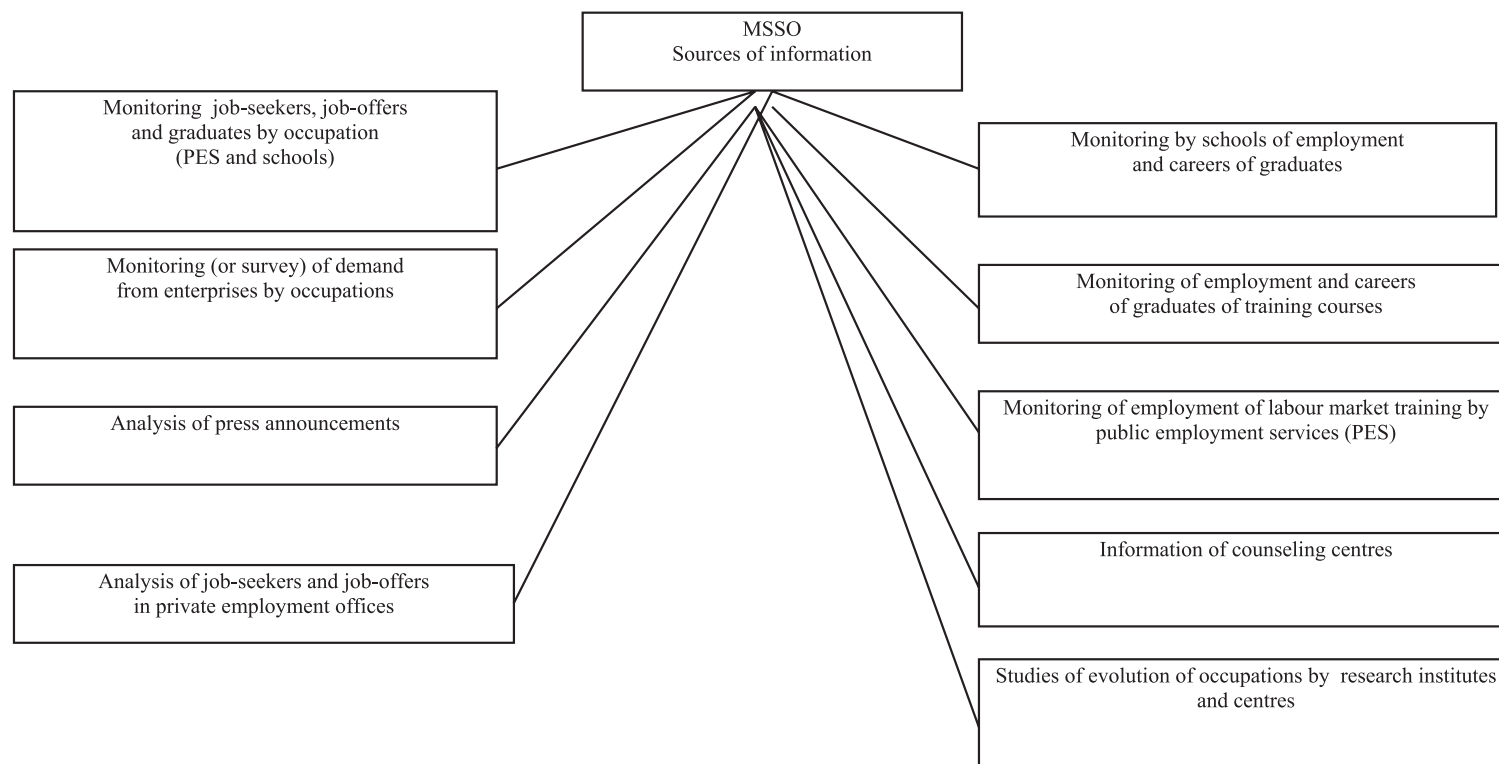 MSSO
Sources of information
Monitoring job-seekers, job-offers
and graduates by occupation
(PES and schools)
Monitoring (or survey) of demand
from enterprises by occupations
Analysis of press announcements
Analysis of job-seekers and job-offers
in private employment offices
Monitoring by schools of employment
and careers of graduates
Monitoring of employment and careers
of graduates of training courses
Monitoring of employment of labour market training by
public employment services (PES)
Information of counseling centres
Studies of evolution of occupations by research institutes
and centres